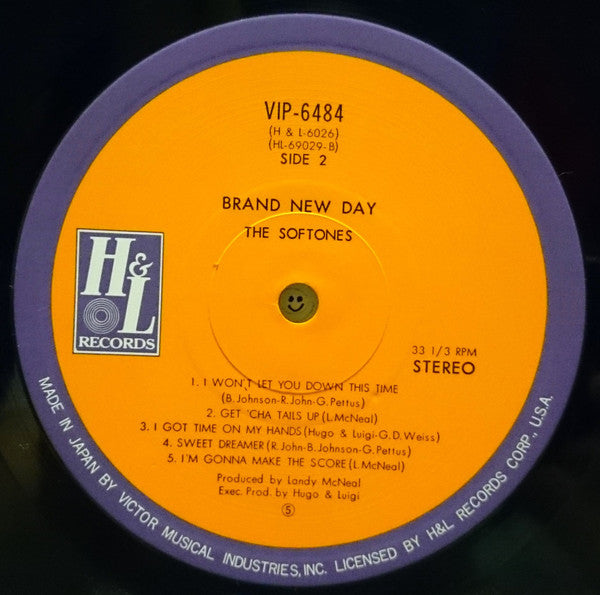 VIP-6484
(H & L-6026)
(HL-69029-B)
SIDE 2
BRAND NEW DAY
THE SOFTONES
H&L
RECORDS
33 1/3 RPM
STEREO
1. I WON'T LET YOU DOWN THIS TIME
(B. Johnson-R. John-G. Pettus)
2. GET 'CHA TAILS UP (L. McNeal)
3. I GOT TIME ON MY HANDS (Hugo & Luigi-G. D. Weiss)
4. SWEET DREAMER (R. John-B. Johnson-G. Pettus)
5. I'M GONNA MAKE THE SCORE (L. McNeal)
Produced by Landy McNeal
Exec. Prod. by Hugo & Luigi
⑤
MADE IN JAPAN BY VICTOR MUSICAL INDUSTRIES, INC. LICENSED BY H&L RECORDS CORP., U.S.A.